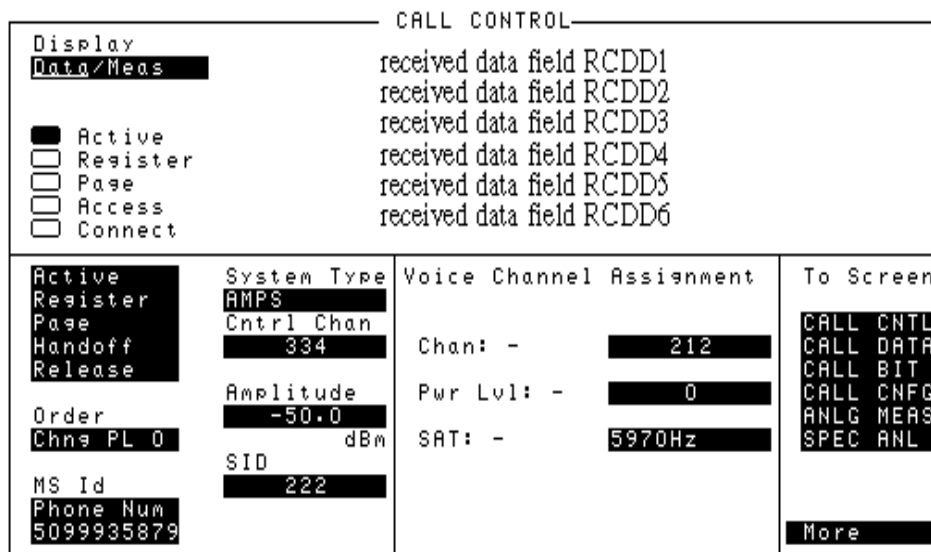 CALL CONTROL
Display
Data/Meas
received data field RCDD1
received data field RCDD2
received data field RCDD3
received data field RCDD4
received data field RCDD5
received data field RCDD6
Active
Register
Page
Access
Connect
Active
Register
Page
Handoff
Release
Order
Chng PL 0
MS Id
Phone Num
5099935879
System Type
AMPS
Cntrl Chan
334
Amplitude
-50.0
dBm
SID
222
Voice Channel Assignment
Chan: - 212
Pwr Lvl: - 0
SAT: - 5970Hz
To Screen
CALL CNTL
CALL DATA
CALL BIT
CALL CNFG
ANLG MEAS
SPEC ANL
More